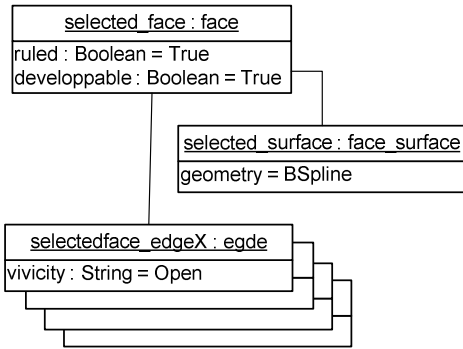 selected_face : face
ruled : Boolean = True
developpable : Boolean = True
selected_surface : face_surface
geometry = BSpline
selectedface_edgeX : egde
vivicity : String = Open